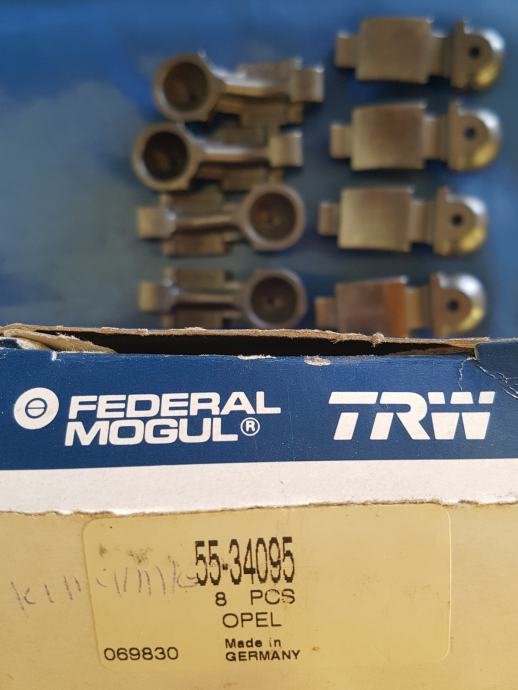 FEDERAL
MOGUL®
TRW
55-34095
8 PCS
OPEL
069830
Made in
GERMANY